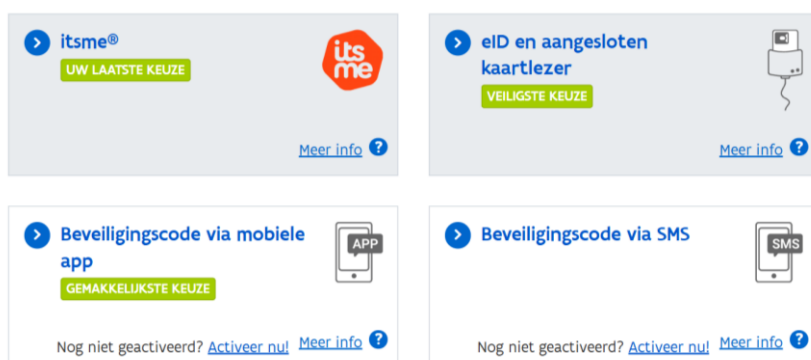 itsme®
UW LAATSTE KEUZE
its
me
Meer info ?
eID en aangesloten
kaartlezer
VEILIGSTE KEUZE
Meer info ?
Beveiligingscode via mobiele
app
GEMAKKELIJKSTE KEUZE
APP
Nog niet geactiveerd? Activeer nu! Meer info ?
Beveiligingscode via SMS
SMS
Nog niet geactiveerd? Activeer nu! Meer info ?